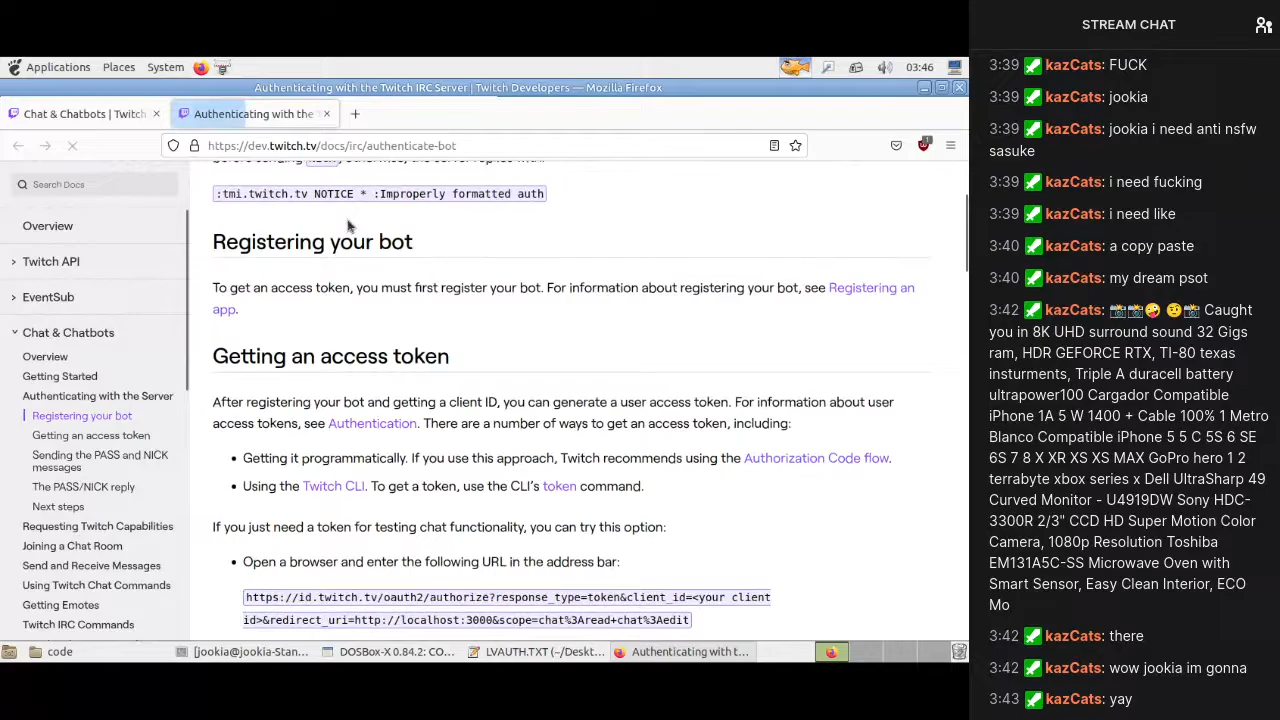 STREAM CHAT
Applications Places System 03:46
Authenticating with the Twitch IRC Server | Twitch Developers — Mozilla Firefox
Chat & Chatbots | Twitch × Authenticating with the × +
https://dev.twitch.tv/docs/irc/authenticate-bot
Search Docs
Overview
Twitch API
EventSub
Chat & Chatbots
Overview
Getting Started
Authenticating with the Server
Registering your bot
Getting an access token
Sending the PASS and NICK
messages
The PASS/NICK reply
Next steps
Requesting Twitch Capabilities
Joining a Chat Room
Send and Receive Messages
Using Twitch Chat Commands
Getting Emotes
Twitch IRC Commands
:tmi.twitch.tv NOTICE * :Improperly formatted auth
Registering your bot
To get an access token, you must first register your bot. For information about registering your bot, see Registering an
app.
Getting an access token
After registering your bot and getting a client ID, you can generate a user access token. For information about user
access tokens, see Authentication. There are a number of ways to get an access token, including:
• Getting it programmatically. If you use this approach, Twitch recommends using the Authorization Code flow.
• Using the Twitch CLI. To get a token, use the CLI’s token command.
If you just need a token for testing chat functionality, you can try this option:
• Open a browser and enter the following URL in the address bar:
https://id.twitch.tv/oauth2/authorize?response_type=token&client_id=<your client
id>&redirect_uri=http://localhost:3000&scope=chat%3Aread+chat%3Aedit
code [jookia@jookia-Stan... DOSBox-X 0.84.2: CO... LVAUTH.TXT (~/Deskt... Authenticating with t...
3:39 kazCats: FUCK
3:39 kazCats: jookia
3:39 kazCats: jookia i need anti nsfw
sasuke
3:39 kazCats: i need fucking
3:39 kazCats: i need like
3:40 kazCats: a copy paste
3:40 kazCats: my dream psot
3:42 kazCats: 📸📸🤪 🤨📸 Caught
you in 8K UHD surround sound 32 Gigs
ram, HDR GEFORCE RTX, TI-80 texas
insturments, Triple A duracell battery
ultrapower100 Cargador Compatible
iPhone 1A 5 W 1400 + Cable 100% 1 Metro
Blanco Compatible iPhone 5 5 C 5S 6 SE
6S 7 8 X XR XS XS MAX GoPro hero 1 2
terrabyte xbox series x Dell UltraSharp 49
Curved Monitor - U4919DW Sony HDC-
3300R 2/3" CCD HD Super Motion Color
Camera, 1080p Resolution Toshiba
EM131A5C-SS Microwave Oven with
Smart Sensor, Easy Clean Interior, ECO
Mo
3:42 kazCats: there
3:42 kazCats: wow jookia im gonna
3:43 kazCats: yay